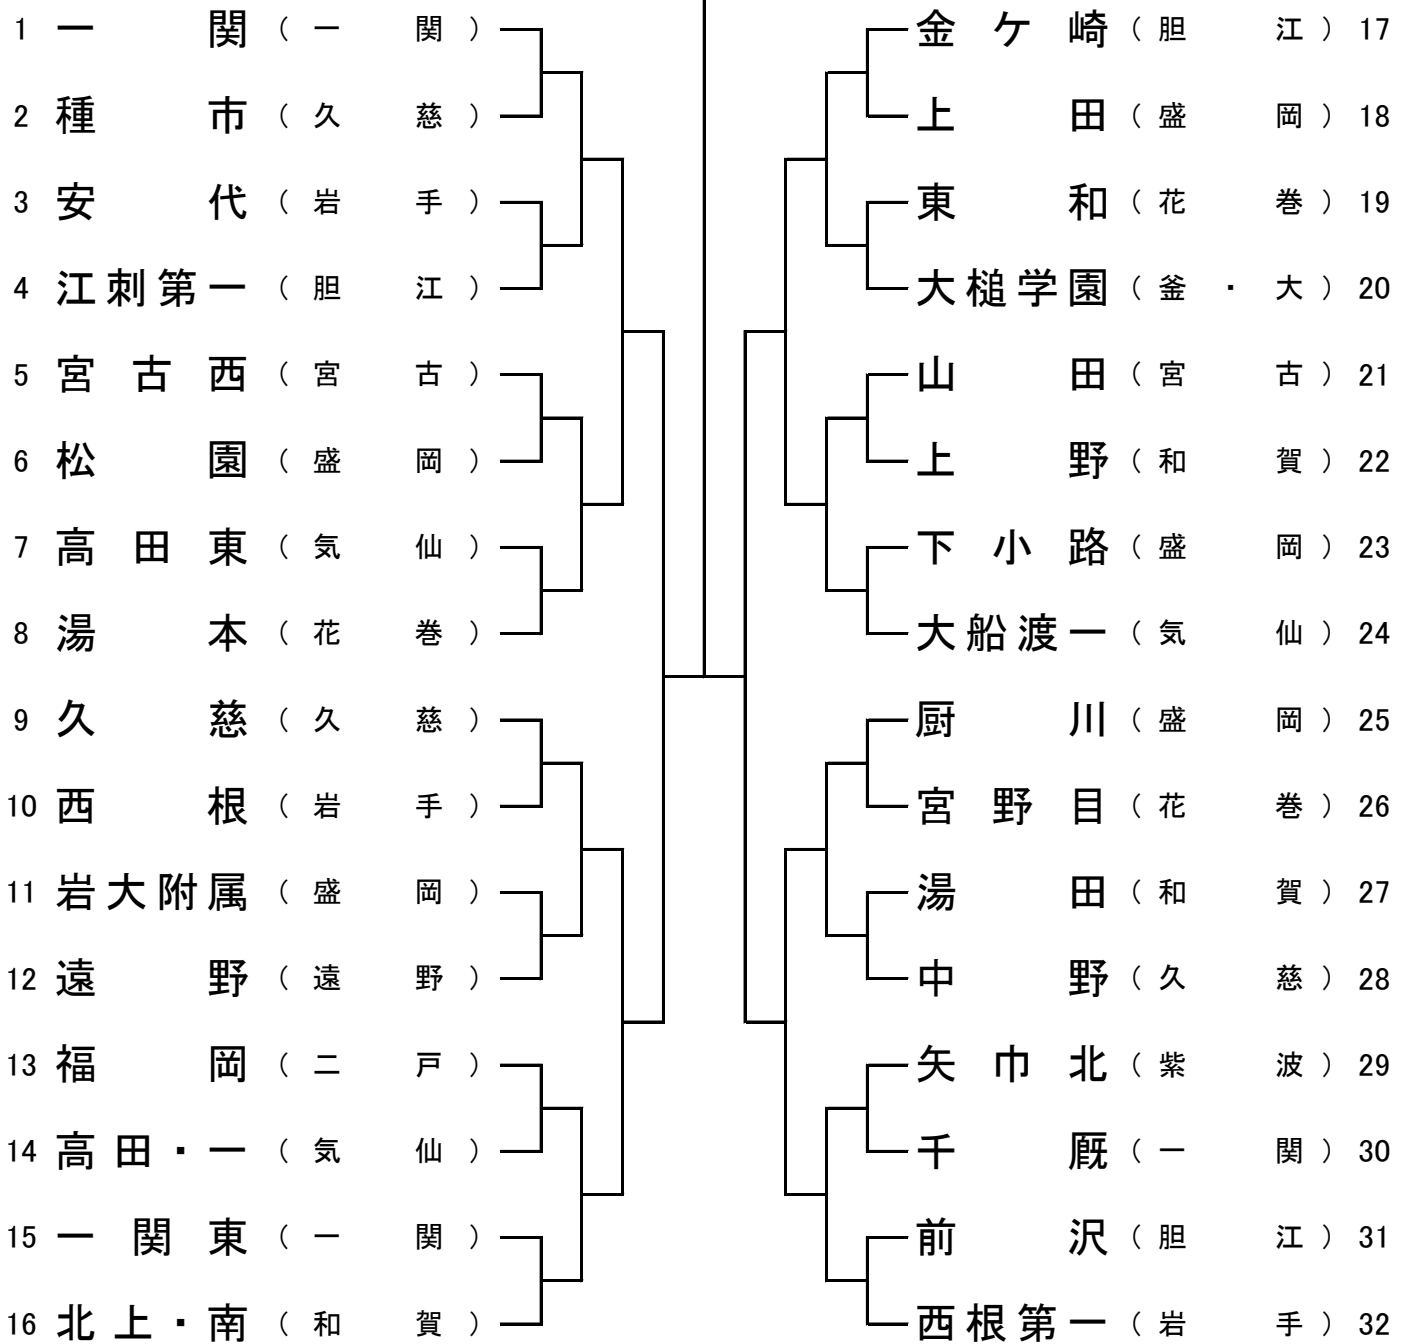 1 一関 (一関)
2 種市 (久慈)
3 安代 (岩手)
4 江刺第一 (胆江)
5 宮古西 (宮古)
6 松園 (盛岡)
7 高田東 (気仙)
8 湯本 (花巻)
9 久慈 (久慈)
10 西根 (岩手)
11 岩大附属 (盛岡)
12 遠野 (遠野)
13 福岡 (二戸)
14 高田・一 (気仙)
15 一関東 (一関)
16 北上・南 (和賀)
金ケ崎 (胆江) 17
上田 (盛岡) 18
東和 (花巻) 19
大槌学園 (釜・大) 20
山田 (宮古) 21
上野 (和賀) 22
下小路 (盛岡) 23
大船渡一 (気仙) 24
厨川 (盛岡) 25
宮野目 (花巻) 26
湯田 (和賀) 27
中野 (久慈) 28
矢巾北 (紫波) 29
千厩 (一関) 30
前沢 (胆江) 31
西根第一 (岩手) 32